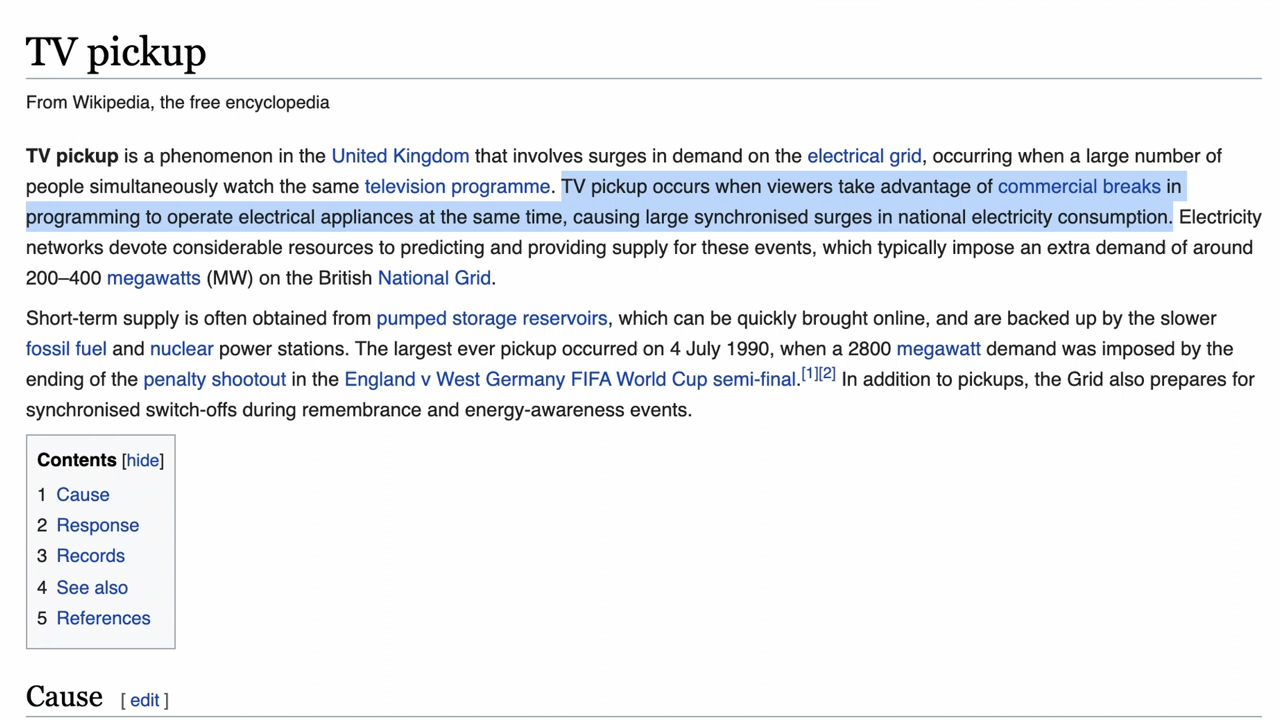 TV pickup
From Wikipedia, the free encyclopedia
TV pickup is a phenomenon in the United Kingdom that involves surges in demand on the electrical grid, occurring when a large number of
people simultaneously watch the same television programme. TV pickup occurs when viewers take advantage of commercial breaks in
programming to operate electrical appliances at the same time, causing large synchronised surges in national electricity consumption. Electricity
networks devote considerable resources to predicting and providing supply for these events, which typically impose an extra demand of around
200–400 megawatts (MW) on the British National Grid.
Short-term supply is often obtained from pumped storage reservoirs, which can be quickly brought online, and are backed up by the slower
fossil fuel and nuclear power stations. The largest ever pickup occurred on 4 July 1990, when a 2800 megawatt demand was imposed by the
ending of the penalty shootout in the England v West Germany FIFA World Cup semi-final.[1][2] In addition to pickups, the Grid also prepares for
synchronised switch-offs during remembrance and energy-awareness events.
Contents [hide]
1 Cause
2 Response
3 Records
4 See also
5 References
Cause [ edit ]